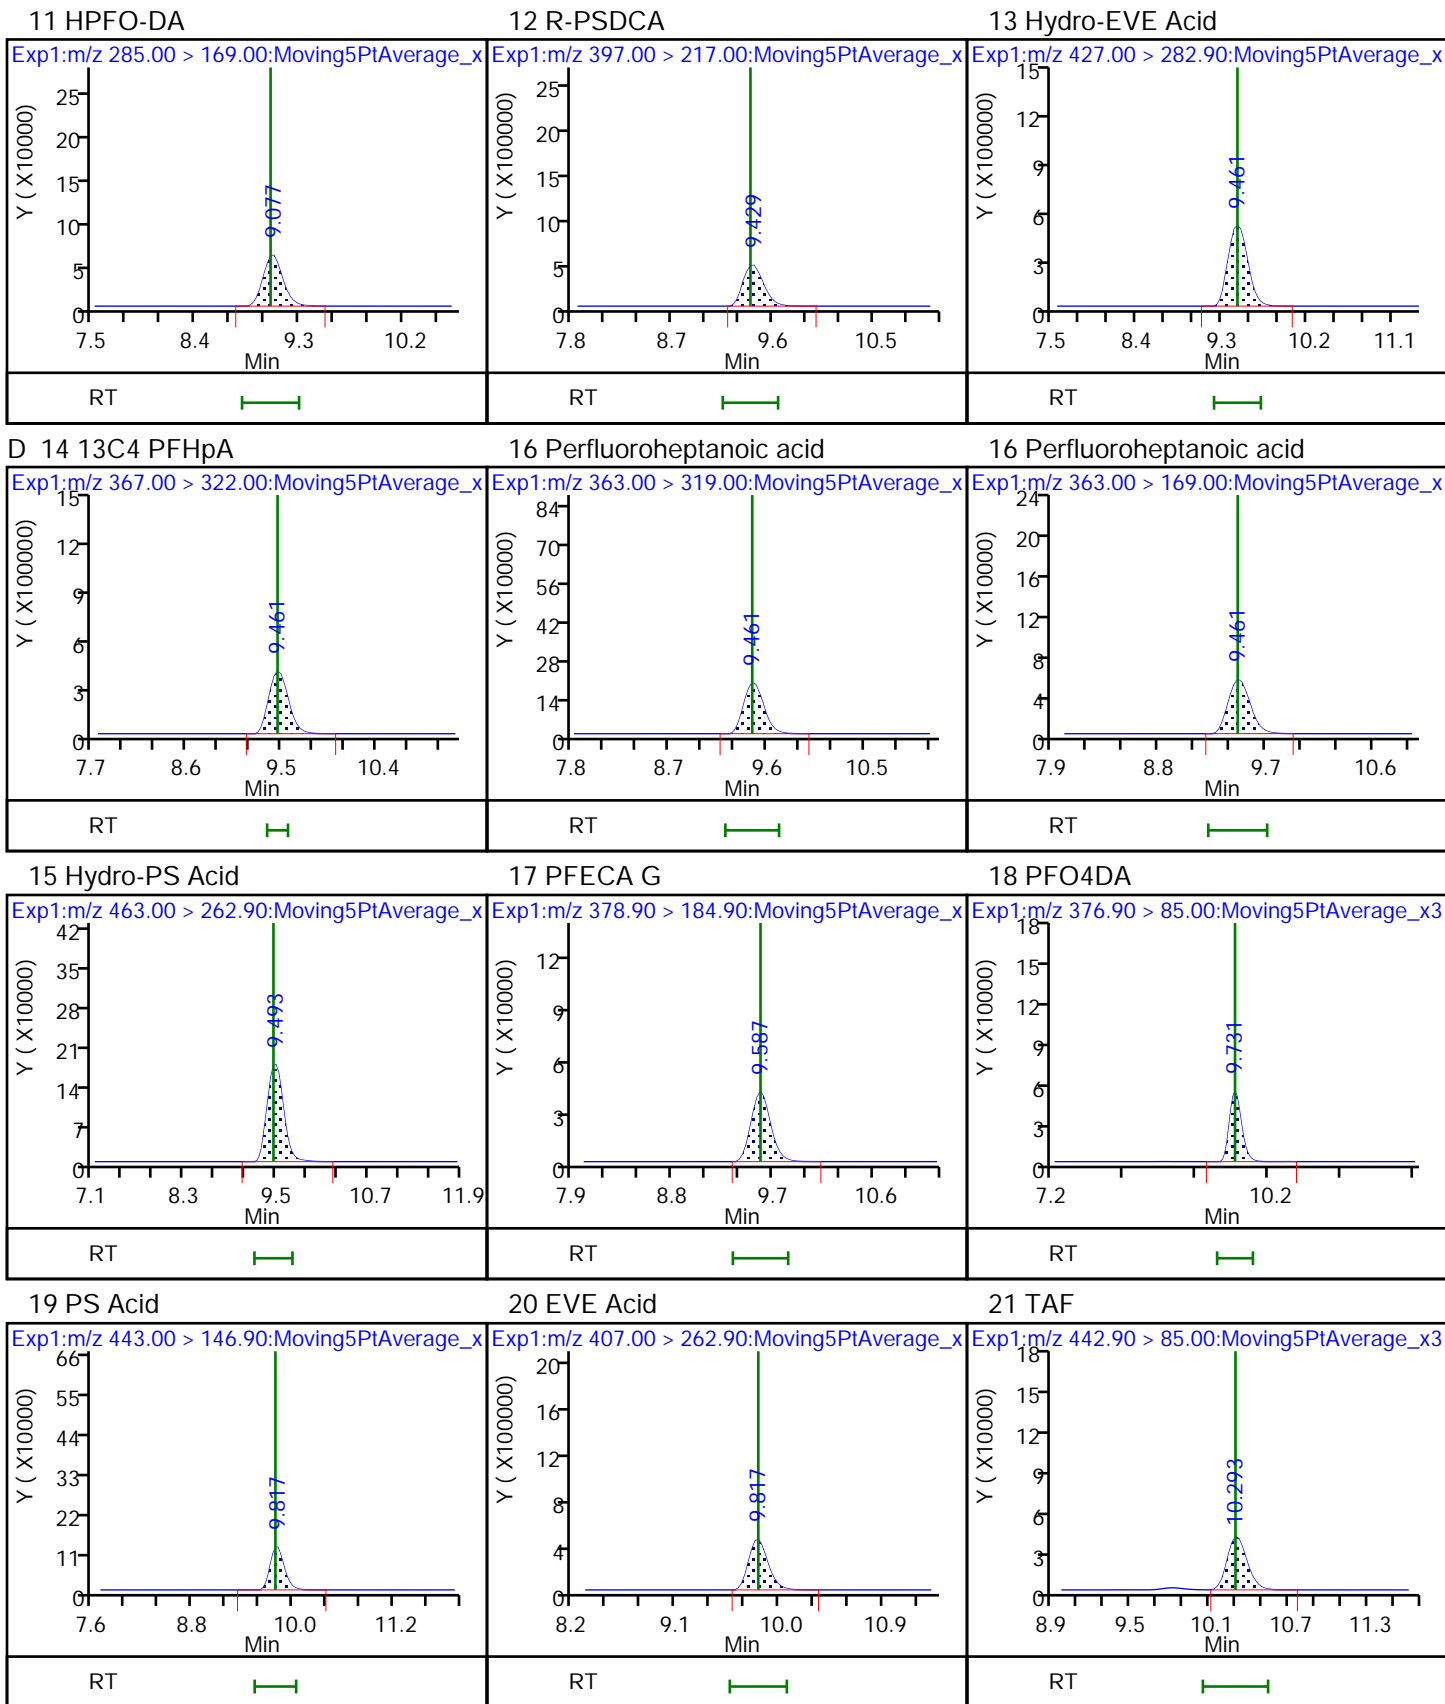 11 HPFO-DA
Exp1:m/z 285.00 > 169.00:Moving5PtAverage_x
Y ( X100000)
25
20
15
10
5
0
9.077
7.5 8.4 9.3 10.2
Min
RT
12 R-PSDCA
Exp1:m/z 397.00 > 217.00:Moving5PtAverage_x
Y ( X100000)
25
20
15
10
5
0
9.429
7.8 8.7 9.6 10.5
Min
RT
13 Hydro-EVE Acid
Exp1:m/z 427.00 > 282.90:Moving5PtAverage_x
Y ( X100000)
15
12
9
6
3
0
9.461
7.5 8.4 9.3 10.2 11.1
Min
RT
D 14 13C4 PFHpA
Exp1:m/z 367.00 > 322.00:Moving5PtAverage_x
Y ( X100000)
15
12
9
6
3
0
9.461
7.7 8.6 9.5 10.4
Min
RT
16 Perfluoroheptanoic acid
Exp1:m/z 363.00 > 319.00:Moving5PtAverage_x
Y ( X10000)
84
70
56
42
28
14
0
9.461
7.8 8.7 9.6 10.5
Min
RT
16 Perfluoroheptanoic acid
Exp1:m/z 363.00 > 169.00:Moving5PtAverage_x
Y ( X10000)
24
20
16
12
8
4
0
9.461
7.9 8.8 9.7 10.6
Min
RT
15 Hydro-PS Acid
Exp1:m/z 463.00 > 262.90:Moving5PtAverage_x
Y ( X10000)
42
35
28
21
14
7
0
9.493
7.1 8.3 9.5 10.7 11.9
Min
RT
17 PFECA G
Exp1:m/z 378.90 > 184.90:Moving5PtAverage_x
Y ( X10000)
12
9
6
3
0
9.587
7.9 8.8 9.7 10.6
Min
RT
18 PFO4DA
Exp1:m/z 376.90 > 85.00:Moving5PtAverage_x3
Y ( X10000)
18
15
12
9
6
3
0
9.731
7.2 10.2
Min
RT
19 PS Acid
Exp1:m/z 443.00 > 146.90:Moving5PtAverage_x
Y ( X10000)
66
55
44
33
22
11
0
9.817
7.6 8.8 10.0 11.2
Min
RT
20 EVE Acid
Exp1:m/z 407.00 > 262.90:Moving5PtAverage_x
Y ( X100000)
20
16
12
8
4
0
9.817
8.2 9.1 10.0 10.9
Min
RT
21 TAF
Exp1:m/z 442.90 > 85.00:Moving5PtAverage_x3
Y ( X10000)
18
15
12
9
6
3
0
10.293
8.9 9.5 10.1 10.7 11.3
Min
RT